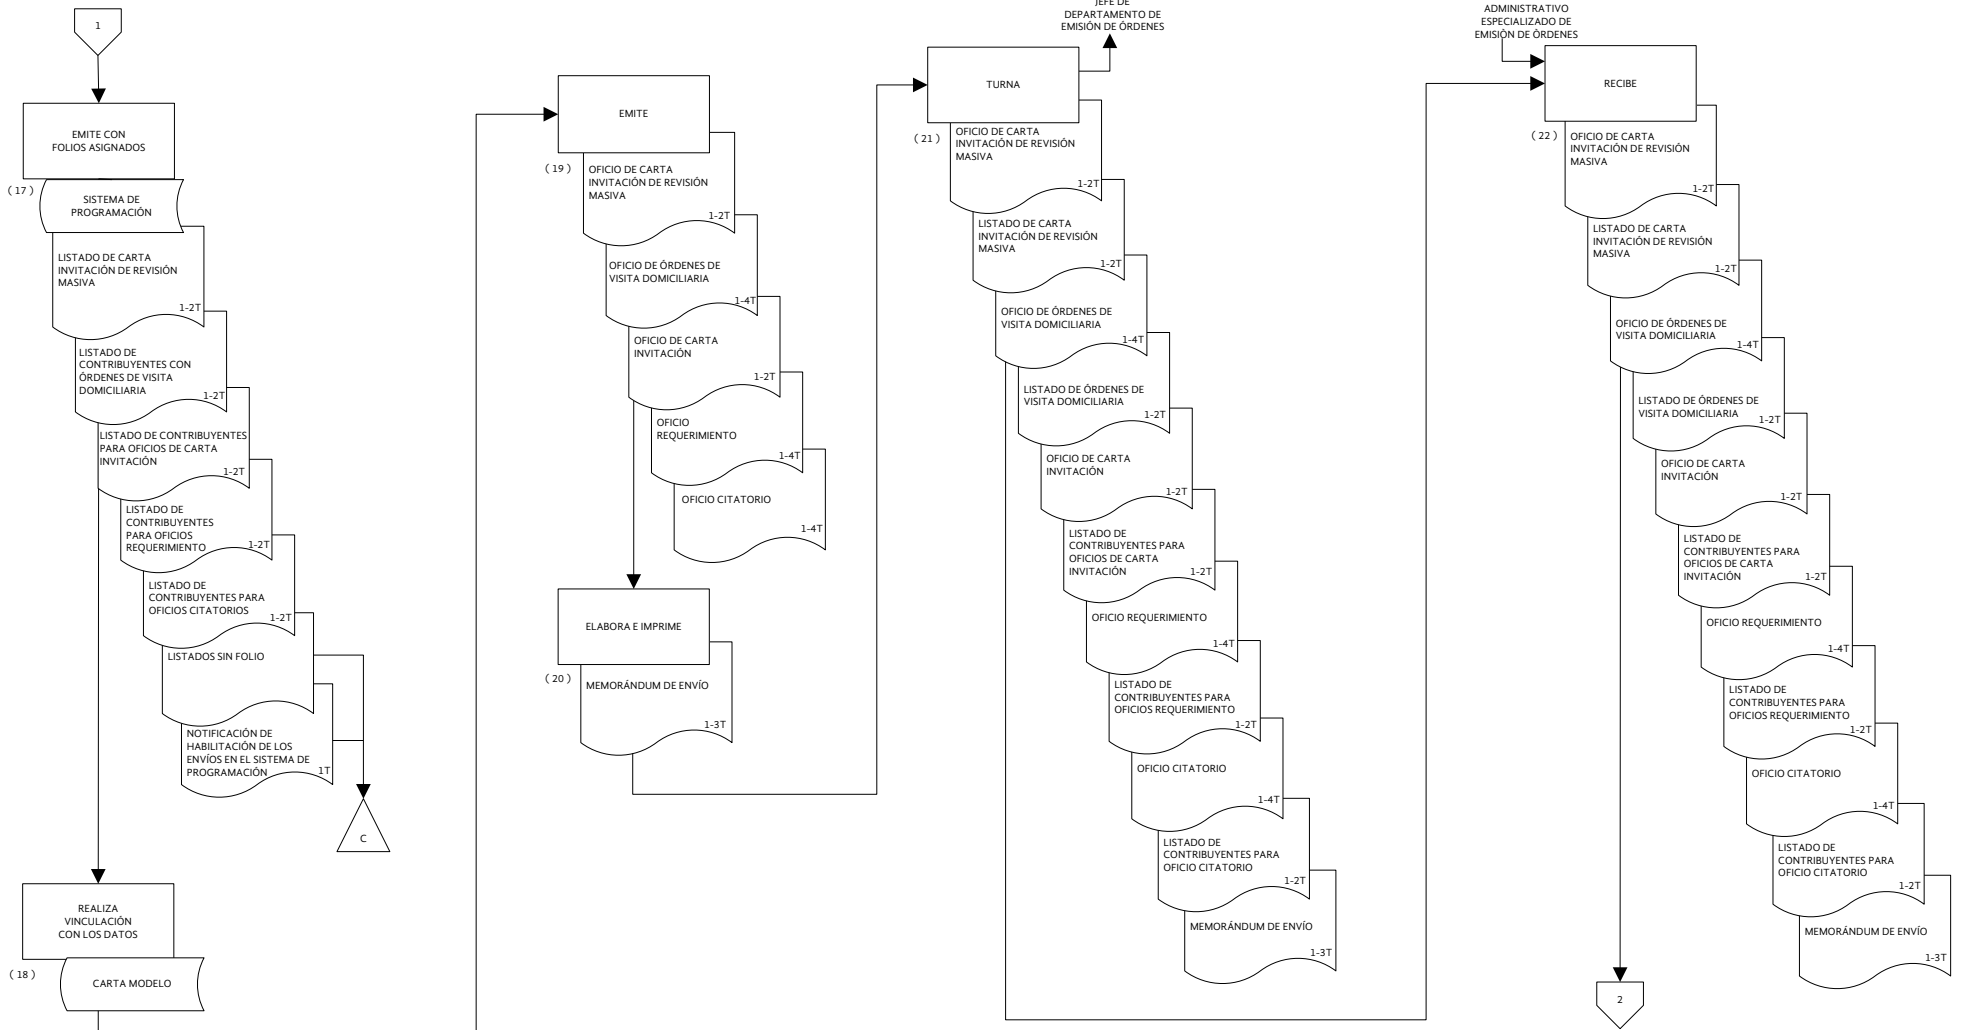 1
EMITE CON
FOLIOS ASIGNADOS
( 17 )
SISTEMA DE
PROGRAMACIÓN
LISTADO DE CARTA
INVITACIÓN DE REVISIÓN
MASIVA
1-2T
LISTADO DE
CONTRIBUYENTES CON
ÓRDENES DE VISITA
DOMICILIARIA
1-2T
LISTADO DE CONTRIBUYENTES
PARA OFICIOS DE CARTA
INVITACIÓN
1-2T
LISTADO DE
CONTRIBUYENTES
PARA OFICIOS
REQUERIMIENTO
1-2T
LISTADO DE
CONTRIBUYENTES PARA
OFICIOS CITATORIOS
1-2T
LISTADOS SIN FOLIO
NOTIFICACIÓN DE
HABILITACIÓN DE LOS
ENVÍOS EN EL SISTEMA DE
PROGRAMACIÓN
1T
C
REALIZA
VINCULACIÓN
CON LOS DATOS
( 18 )
CARTA MODELO
EMITE
( 19 )
OFICIO DE CARTA
INVITACIÓN DE REVISIÓN
MASIVA
1-2T
OFICIO DE ÓRDENES DE
VISITA DOMICILIARIA
1-4T
OFICIO DE CARTA
INVITACIÓN
1-2T
OFICIO
REQUERIMIENTO
1-4T
OFICIO CITATORIO
1-4T
ELABORA E IMPRIME
( 20 )
MEMORÁNDUM DE ENVÍO
1-3T
JEFE DE
DEPARTAMENTO DE
EMISIÓN DE ÓRDENES
TURNA
( 21 )
OFICIO DE CARTA
INVITACIÓN DE REVISIÓN
MASIVA
1-2T
LISTADO DE CARTA
INVITACIÓN DE REVISIÓN
MASIVA
1-2T
OFICIO DE ÓRDENES DE
VISITA DOMICILIARIA
1-4T
LISTADO DE ÓRDENES DE
VISITA DOMICILIARIA
1-2T
OFICIO DE CARTA
INVITACIÓN
1-2T
LISTADO DE
CONTRIBUYENTES PARA
OFICIOS DE CARTA
INVITACIÓN
1-2T
OFICIO REQUERIMIENTO
1-4T
LISTADO DE
CONTRIBUYENTES PARA
OFICIOS REQUERIMIENTO
1-2T
OFICIO CITATORIO
1-4T
LISTADO DE
CONTRIBUYENTES PARA
OFICIO CITATORIO
1-2T
MEMORÁNDUM DE ENVÍO
1-3T
ADMINISTRATIVO
ESPECIALIZADO DE
EMISIÓN DE ÓRDENES
RECIBE
( 22 )
OFICIO DE CARTA
INVITACIÓN DE REVISIÓN
MASIVA
1-2T
LISTADO DE CARTA
INVITACIÓN DE REVISIÓN
MASIVA
1-2T
OFICIO DE ÓRDENES DE
VISITA DOMICILIARIA
1-4T
LISTADO DE ÓRDENES DE
VISITA DOMICILIARIA
1-2T
OFICIO DE CARTA
INVITACIÓN
1-2T
LISTADO DE
CONTRIBUYENTES PARA
OFICIOS DE CARTA
INVITACIÓN
1-2T
OFICIO REQUERIMIENTO
1-4T
LISTADO DE
CONTRIBUYENTES PARA
OFICIOS REQUERIMIENTO
1-2T
OFICIO CITATORIO
1-4T
LISTADO DE
CONTRIBUYENTES PARA
OFICIO CITATORIO
1-2T
MEMORÁNDUM DE ENVÍO
1-3T
2